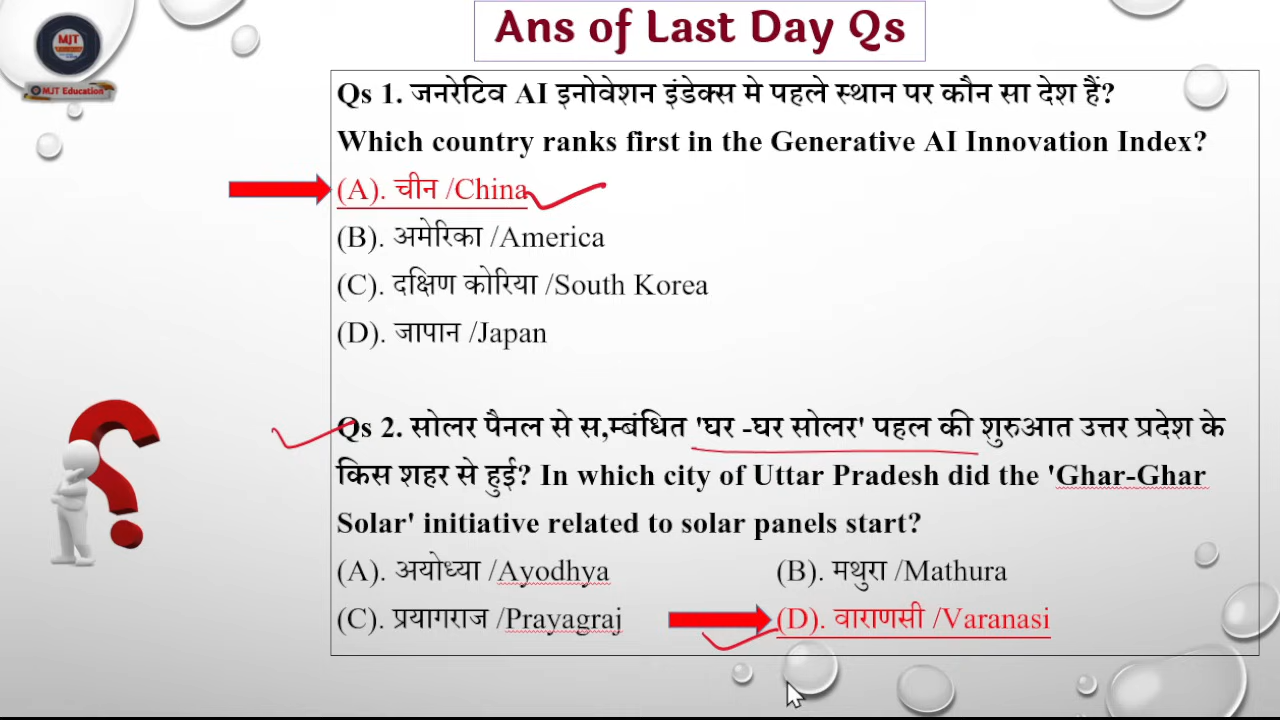 Ans of Last Day Qs
MJT
MJT Education
Qs 1. जनरेटिव AI इनोवेशन इंडेक्स मे पहले स्थान पर कौन सा देश हैं?
Which country ranks first in the Generative AI Innovation Index?
(A). चीन /China
(B). अमेरिका /America
(C). दक्षिण कोरिया /South Korea
(D). जापान /Japan
Qs 2. सोलर पैनल से स,म्बंधित 'घर -घर सोलर' पहल की शुरुआत उत्तर प्रदेश के
किस शहर से हुई? In which city of Uttar Pradesh did the 'Ghar-Ghar
Solar' initiative related to solar panels start?
(A). अयोध्या /Ayodhya (B). मथुरा /Mathura
(C). प्रयागराज /Prayagraj (D). वाराणसी /Varanasi